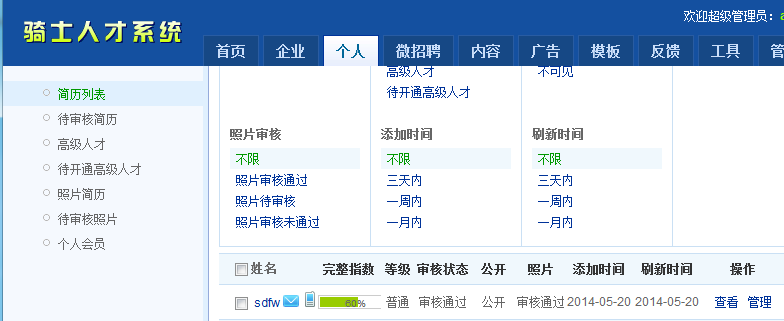 欢迎超级管理员：a
骑士人才系统
首页 企业 个人 微招聘 内容 广告 模板 反馈 工具 管
简历列表
待审核简历
高级人才
待开通高级人才
照片简历
待审核照片
个人会员
高级人才 不可见
待开通高级人才
照片审核 添加时间 刷新时间
不限 不限 不限
照片审核通过 三天内 三天内
照片待审核 一周内 一周内
照片审核未通过 一月内 一月内
姓名 完整指数 等级 审核状态 公开 照片 添加时间 刷新时间 操作
sdfw 60% 普通 审核通过 公开 审核通过 2014-05-20 2014-05-20 查看 管理